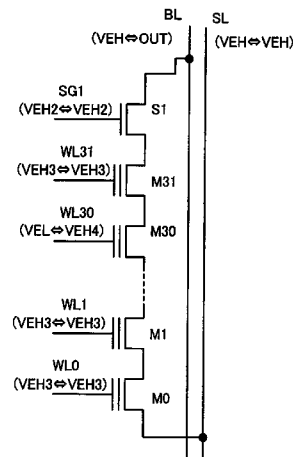 BL SL
(VEH⇔OUT) (VEH⇔VEH)
SG1
(VEH2⇔VEH2) S1
WL31
(VEH3⇔VEH3) M31
WL30
(VEL⇔VEH4) M30
WL1
(VEH3⇔VEH3) M1
WL0
(VEH3⇔VEH3) M0